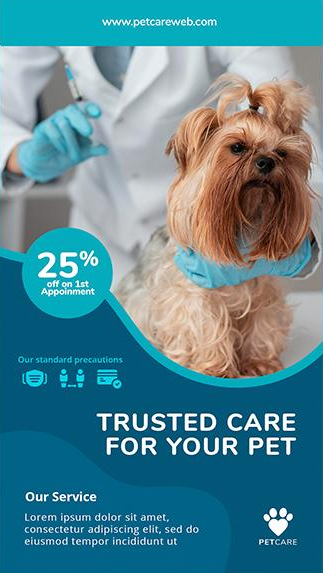 www.petcareweb.com
25%
off on 1st
Appoinment
Our standard precautions
TRUSTED CARE
FOR YOUR PET
Our Service
Lorem ipsum dolor sit amet,
consectetur adipiscing elit, sed do
eiusmod tempor incididunt ut
PETCARE